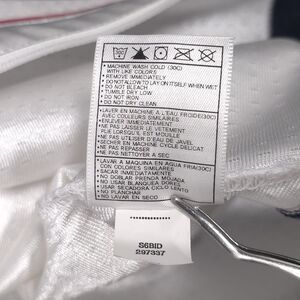 • MACHINE WASH COLD (30C)
WITH LIKE COLORS
• REMOVE IMMEDIATELY
• DO NOT ALLOW TO LAY ON ITSELF WHEN WET
• DO NOT BLEACH
• TUMBLE DRY LOW
• DO NOT IRON
• DO NOT DRY CLEAN
• LAVER EN MACHINE A L'EAU FROIDE(30C)
AVEC COULEURS SIMILAIRES
• ENLEVER IMMEDIATEMENT
• NE PAS LAISSER LE VETEMENT
PLIE LORSQU'IL EST MOUILLE
• NE PAS UTILISER D'EAU DE JAVEL
• SECHER EN MACHINE CYCLE DELICAT
• NE PAS REPASSER
• NE PAS NETTOYER A SEC
• LAVAR A MAQUINA EN AGUA FRIA(30C)
CON COLORES SIMILARES
• SACAR IMMEDIATAMENTE
• NO DOBLAR PRENDA MOJADA
• NO USAR BLANQUEA DORES
• USAR SECADORA CICLO LENTO
• NO PLANCHAR
• NO LAVAR EN SECO
S6BID
297337